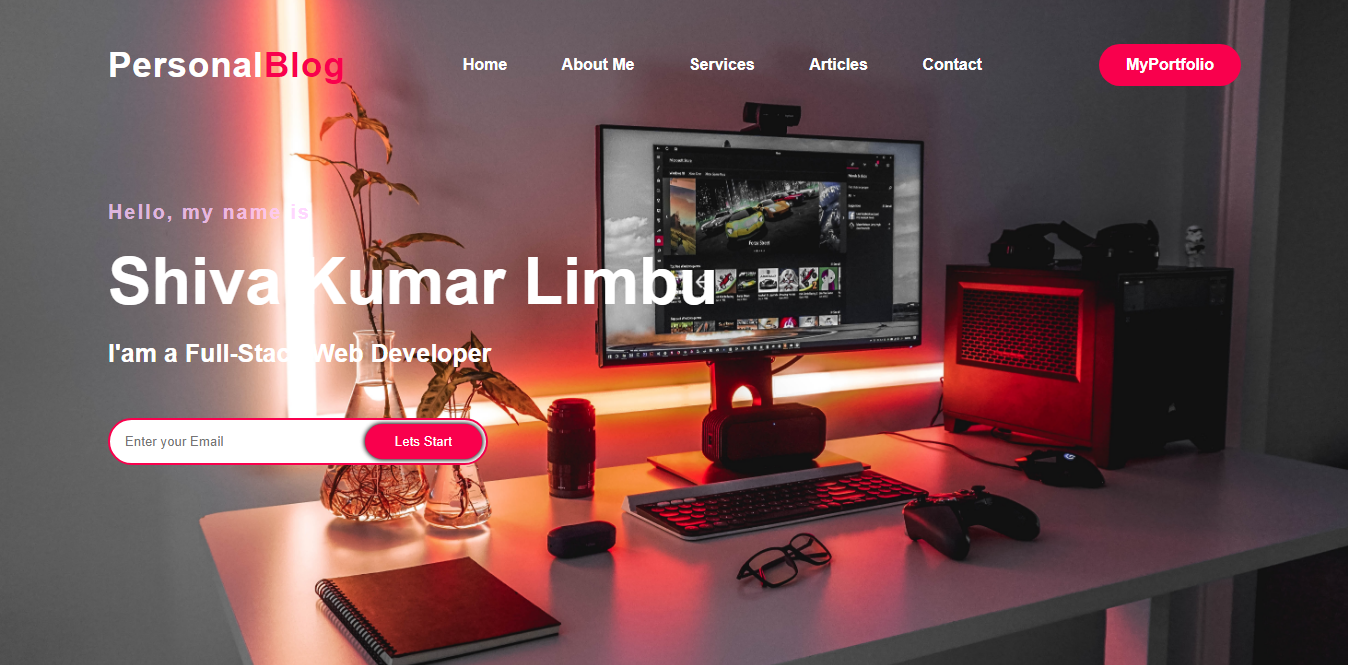 PersonalBlog
Home
About Me
Services
Articles
Contact
MyPortfolio
Hello, my name is
Shiva Kumar Limbu
I'am a Full-Stack Web Developer
Enter your Email
Lets Start